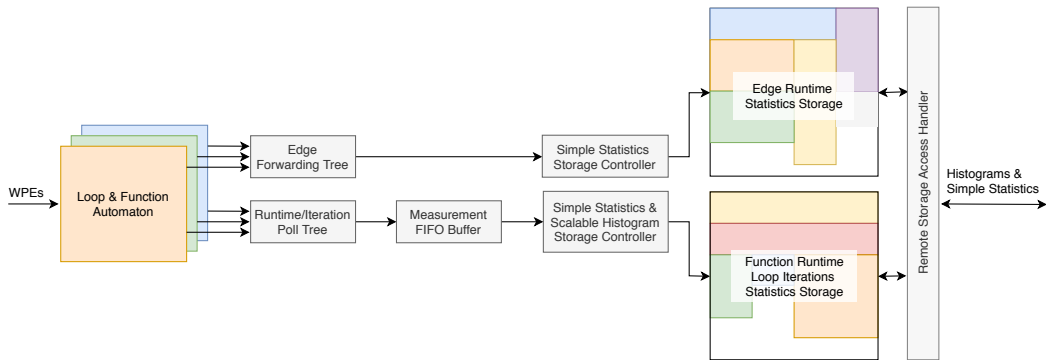 WPEs
Loop & Function
Automaton
Edge
Forwarding Tree
Runtime/Iteration
Poll Tree
Measurement
FIFO Buffer
Simple Statistics
Storage Controller
Simple Statistics &
Scalable Histogram
Storage Controller
Edge Runtime
Statistics Storage
Function Runtime
Loop Iterations
Statistics Storage
Remote Storage Access Handler
Histograms &
Simple Statistics